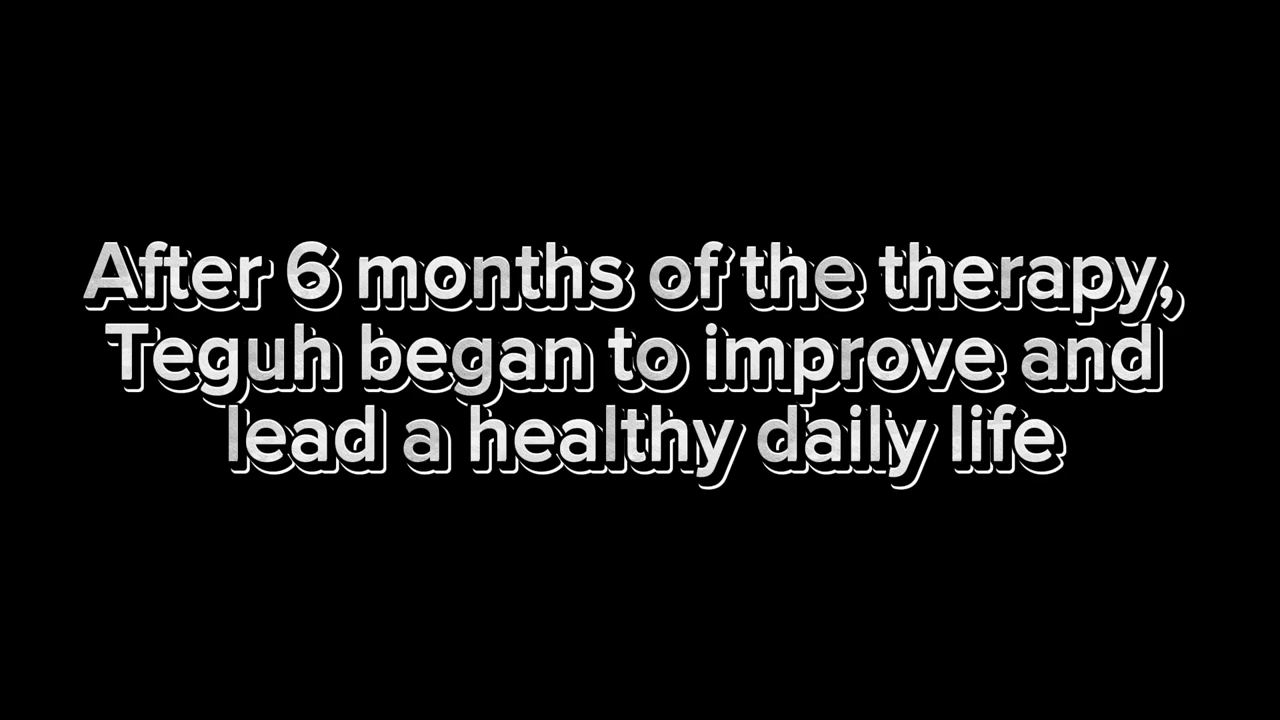 After 6 months of the therapy,
Teguh began to improve and
lead a healthy daily life